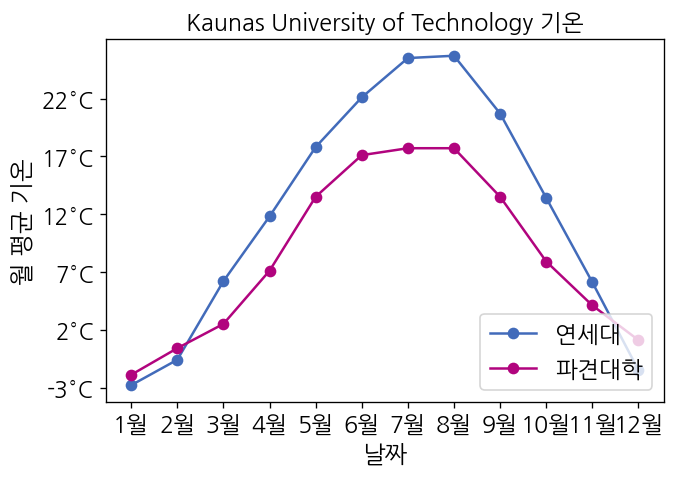 Kaunas University of Technology 기온
월 평균 기온
22°C
17°C
12°C
7°C
2°C
-3°C
연세대
파견대학
1월 2월 3월 4월 5월 6월 7월 8월 9월 10월 11월 12월
날짜